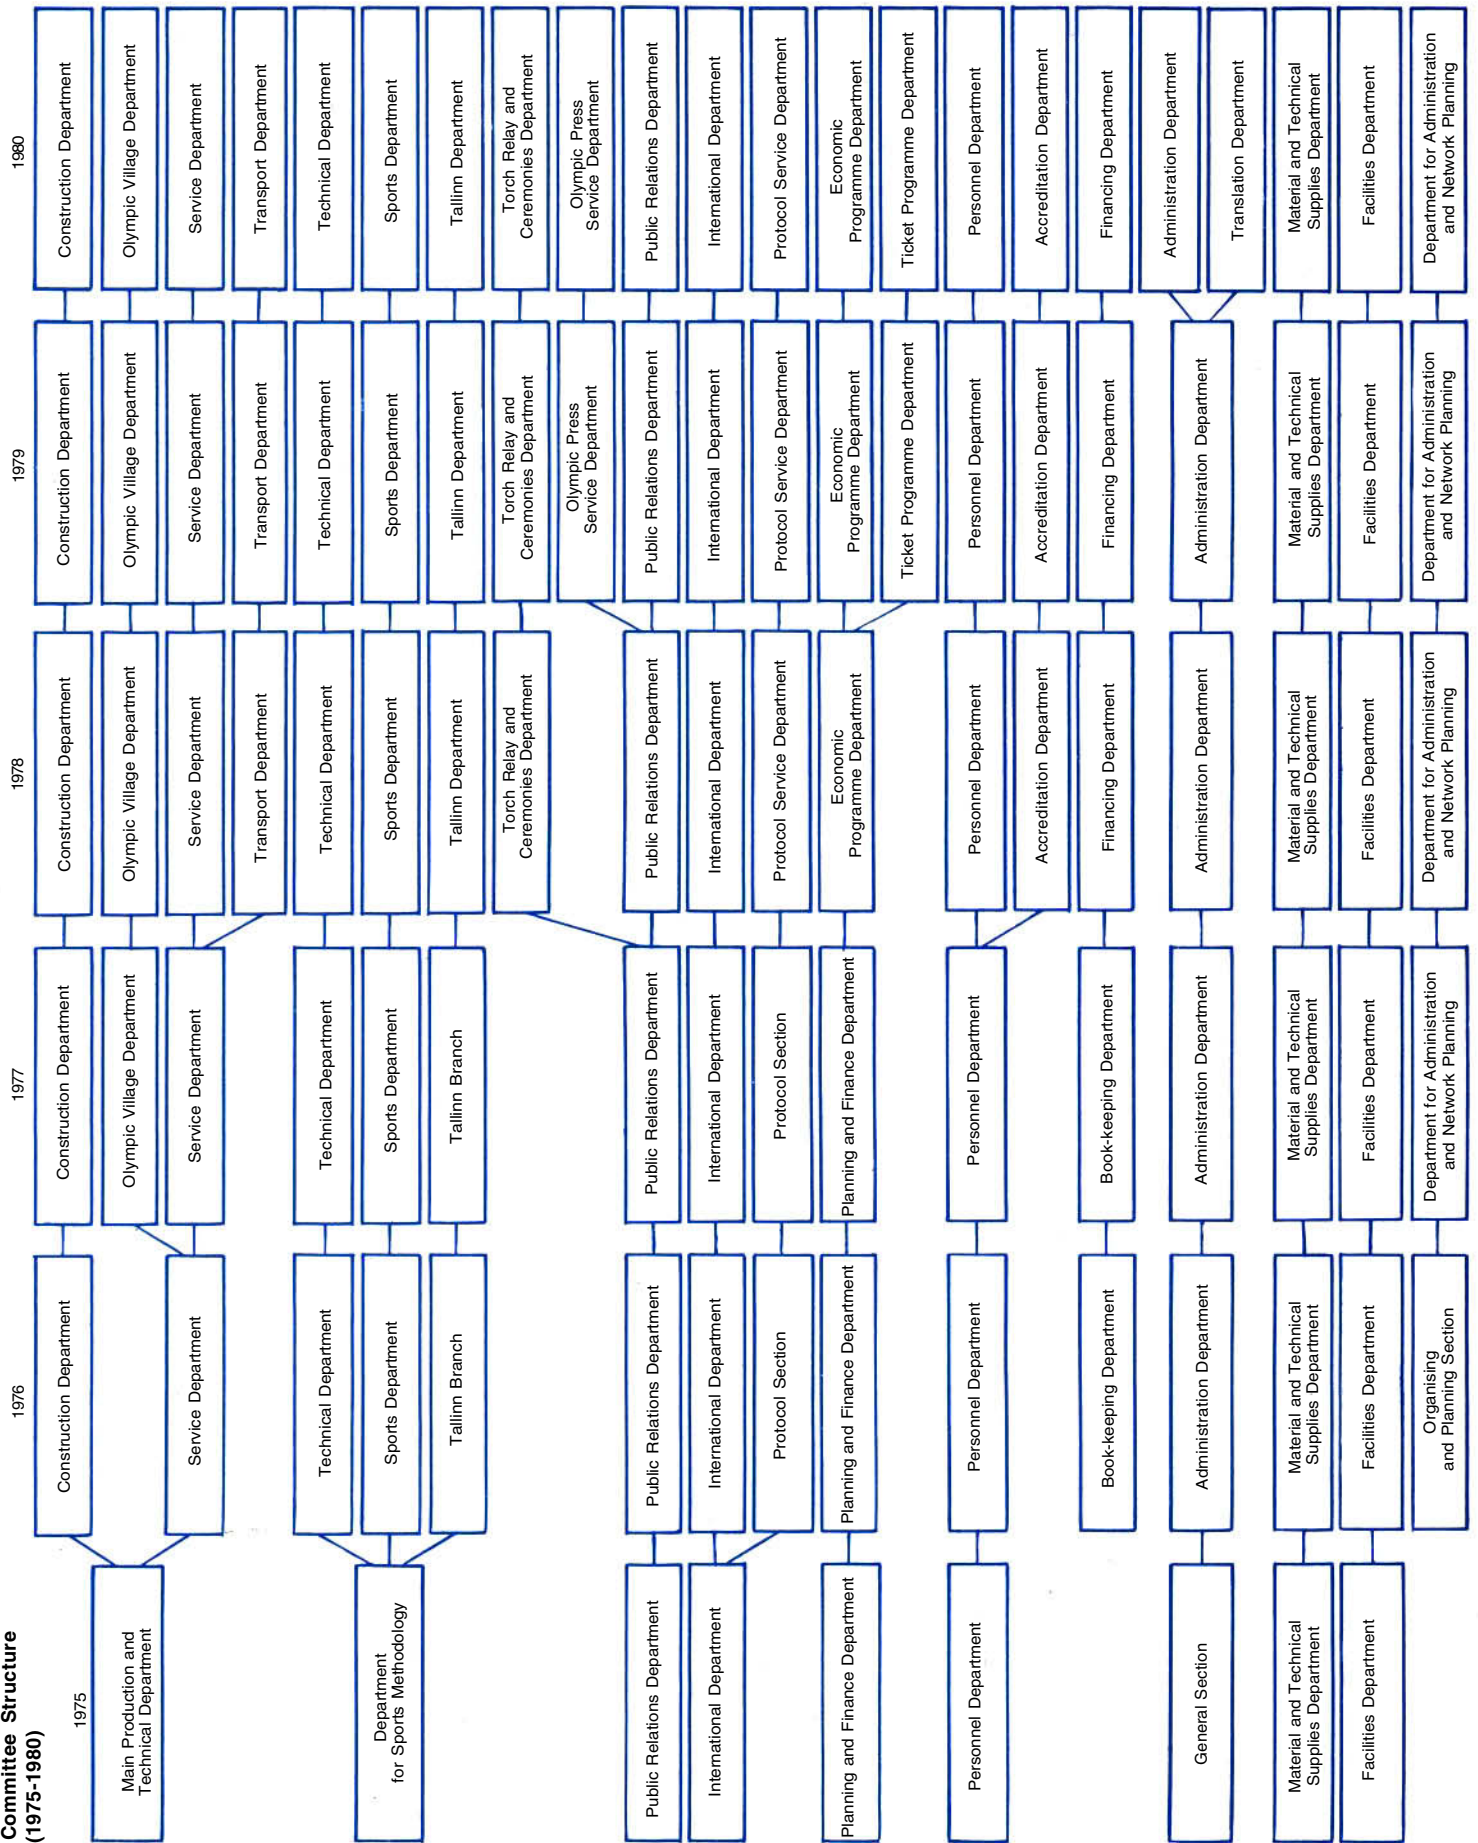 Committee Structure
(1975-1980)
1975
Main Production and
Technical Department
Department
for Sports Methodology
Public Relations Department
International Department
Planning and Finance Department
Personnel Department
General Section
Material and Technical
Supplies Department
Facilities Department
1976
Construction Department
Service Department
Technical Department
Sports Department
Tallinn Branch
Public Relations Department
International Department
Protocol Section
Planning and Finance Department
Personnel Department
Book-keeping Department
Administration Department
Material and Technical
Supplies Department
Facilities Department
Organising
and Planning Section
1977
Construction Department
Olympic Village Department
Service Department
Technical Department
Sports Department
Tallinn Branch
Public Relations Department
International Department
Protocol Section
Planning and Finance Department
Personnel Department
Book-keeping Department
Administration Department
Material and Technical
Supplies Department
Facilities Department
Department for Administration
and Network Planning
1978
Construction Department
Olympic Village Department
Service Department
Transport Department
Technical Department
Sports Department
Tallinn Department
Torch Relay and
Ceremonies Department
Public Relations Department
International Department
Protocol Service Department
Economic
Programme Department
Personnel Department
Accreditation Department
Financing Department
Administration Department
Material and Technical
Supplies Department
Facilities Department
Department for Administration
and Network Planning
1979
Construction Department
Olympic Village Department
Service Department
Transport Department
Technical Department
Sports Department
Tallinn Department
Torch Relay and
Ceremonies Department
Olympic Press
Service Department
Public Relations Department
International Department
Protocol Service Department
Economic
Programme Department
Ticket Programme Department
Personnel Department
Accreditation Department
Financing Department
Administration Department
Material and Technical
Supplies Department
Facilities Department
Department for Administration
and Network Planning
1980
Construction Department
Olympic Village Department
Service Department
Transport Department
Technical Department
Sports Department
Tallinn Department
Torch Relay and
Ceremonies Department
Olympic Press
Service Department
Public Relations Department
International Department
Protocol Service Department
Economic
Programme Department
Ticket Programme Department
Personnel Department
Accreditation Department
Financing Department
Administration Department
Translation Department
Material and Technical
Supplies Department
Facilities Department
Department for Administration
and Network Planning